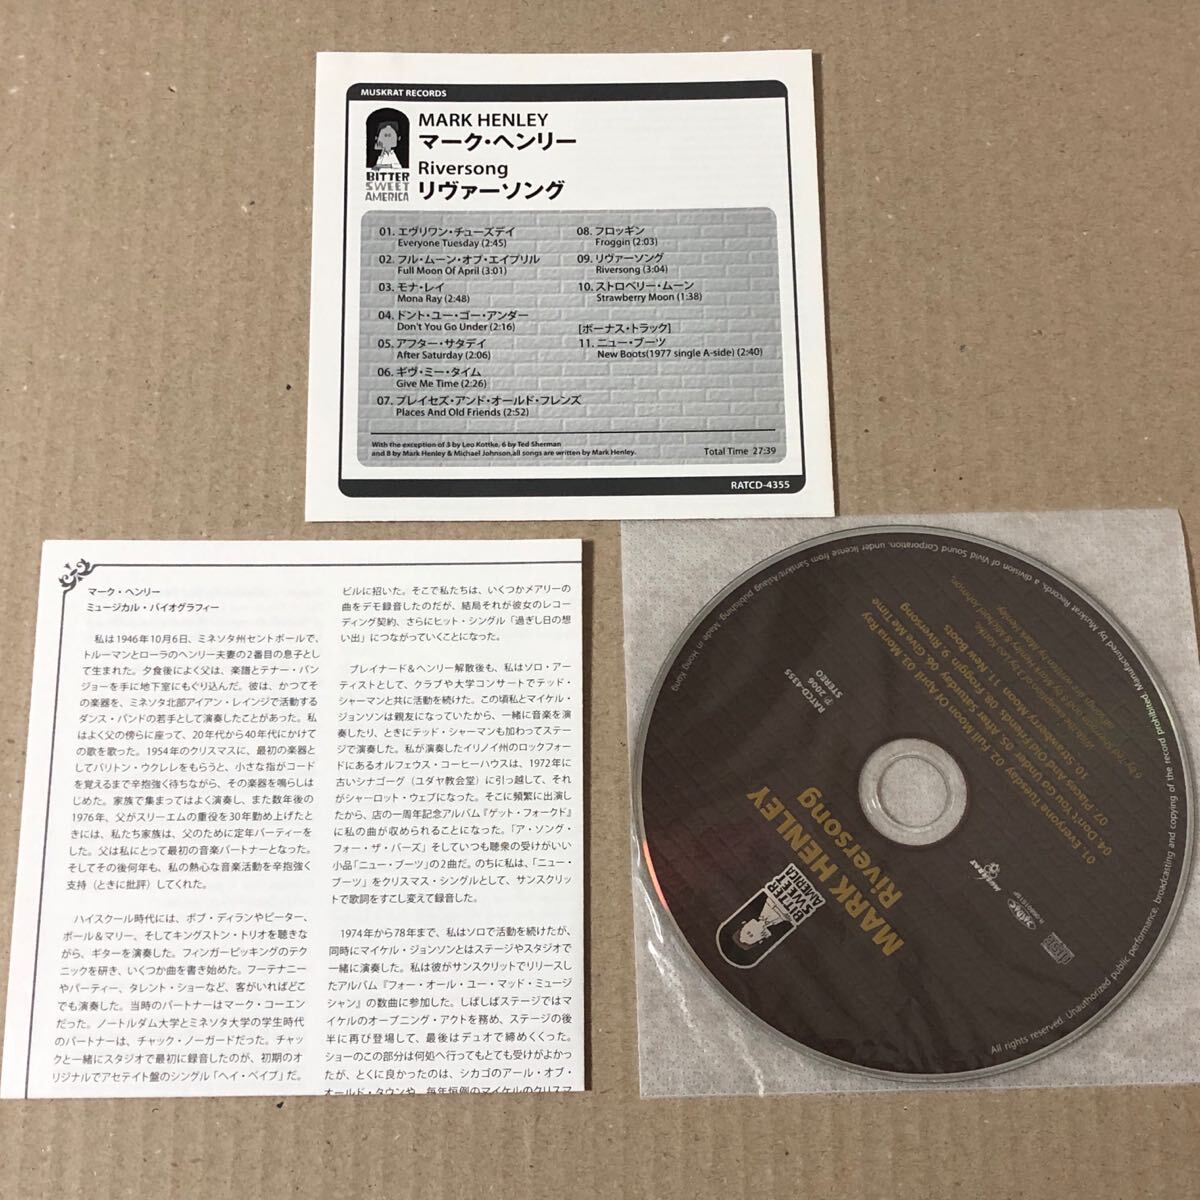 MUSKRAT RECORDS
BITTER
SWEET
AMERICA
MARK HENLEY
マーク・ヘンリー
Riversong
リヴァーソング
01. エヴリワン・チューズデイ
Everyone Tuesday (2:45)
02. フル・ムーン・オブ・エイプリル
Full Moon Of April (3:01)
03. モナ・レイ
Mona Ray (2:48)
04. ドント・ユー・ゴー・アンダー
Don't You Go Under (2:16)
05. アフター・サタデイ
After Saturday (2:06)
06. ギヴ・ミー・タイム
Give Me Time (2:26)
07. プレイセズ・アンド・オールド・フレンズ
Places And Old Friends (2:52)
08. フロッギン
Froggin (2:03)
09. リヴァーソング
Riversong (3:04)
10. ストロベリー・ムーン
Strawberry Moon (1:38)
[ボーナス・トラック]
11. ニュー・ブーツ
New Boots(1977 single A-side) (2:40)
With the exception of 3 by Leo Kottke, 6 by Ted Sherman
and 8 by Mark Henley & Michael Johnson,all songs are written by Mark Henley.
Total Time 27:39
RATCD-4355
マーク・ヘンリー
ミュージカル・バイオグラフィー
私は1946年10月6日、ミネソタ州セントポールで、
トルーマンとローラのヘンリー夫妻の2番目の息子とし
て生まれた。夕食後によく父は、楽譜とテナー・バン
ジョーを手に地下室にもぐり込んだ。彼は、かつてそ
の楽器を、ミネソタ北部アイアン・レインジで活動する
ダンス・バンドの若手として演奏したことがあった。私
はよく父の傍らに座って、20年代から40年代にかけて
の歌を歌った。1954年のクリスマスに、最初の楽器と
してバリトン・ウクレレをもらうと、小さな指がコード
を覚えるまで辛抱強く待ちながら、その楽器を鳴らしは
じめた。家族で集まってはよく演奏し、また数年後の
1976年、父がスリーエムの重役を30年勤め上げたと
きには、私たち家族は、父のために定年パーティーをし
た。父は私にとって最初の音楽パートナーとなった。
そしてその後何年も、私の熱心な音楽活動を辛抱強く
支持（ときに批評）してくれた。
ハイスクール時代には、ボブ・ディランやピーター、
ポール＆マリー、そしてキングストン・トリオを聴きな
がら、ギターを演奏した。フィンガーピッキングのテク
ニックを研き、いくつか曲を書き始めた。フーテナニー
やパーティー、タレント・ショーなど、客がいればどこ
でも演奏した。当時のパートナーはマーク・コーエン
だった。ノートルダム大学とミネソタ大学の学生時代
のパートナーは、チャック・ノーガードだった。チャッ
クと一緒にスタジオで最初に録音したのが、初期のオ
リジナルでアセテイト盤のシングル「ヘイ・ベイブ」だ。
ビルに招いた。そこで私たちは、いくつかメアリーの
曲をデモ録音したのだが、結局それが彼女のレコー
ディング契約、さらにヒット・シングル「過ぎし日の想
い出」につながっていくことになった。
ブレイナード＆ヘンリー解散後も、私はソロ・アー
ティストとして、クラブや大学コンサートでテッド・
シャーマンと共に活動を続けた。この頃私とマイケル・
ジョンソンは親友になっていたから、一緒に音楽を演
奏したり、ときにテッド・シャーマンも加わってステー
ジで演奏した。私が演奏したイリノイ州のロックフォー
ドにあるオルフェウス・コーヒーハウスは、1972年に
古いシナゴーグ（ユダヤ教会堂）に引っ越して、それ
がシャーロット・ウェブになった。そこに頻繁に出演し
たから、店の一周年記念アルバム『ゲット・フォークド』
に私の曲が収められることになった。「ア・ソング・
フォー・ザ・バーズ」そしていつも聴衆の受けがいい
小品「ニュー・ブーツ」の2曲だ。のちに私は、「ニュー・
ブーツ」をクリスマス・シングルとして、サンスクリッ
トで歌詞をすこし変えて録音した。
1974年から78年まで、私はソロで活動を続けたが、
同時にマイケル・ジョンソンとはステージやスタジオで
一緒に演奏した。私は彼がサンスクリットでリリースし
たアルバム『フォー・オール・ユー・マッド・ミュージ
シャン』の数曲に参加した。しばしばステージではマ
イケルのオープニング・アクトを務め、ステージの後
半に再び登場して、最後はデュオで締めくくった。
ショーのこの部分は何処へ行ってもとても受けがよかっ
たが、とくに良かったのは、シカゴのアール・オブ・
オールド・タウンや、毎年恒例のマイケルのクリスマ
MARK HENLEY
Riversong
BITTER
SWEET
AMERICA
RATCD-4355
℗ 2006
STEREO
01. Everyone Tuesday 02. Full Moon Of April 03. Mona Ray
04. Don't You Go Under 05. After Saturday 06. Give Me Time
07. Places And Old Friends 08. Froggin' 9. Riversong
10. Strawberry Moon 11. New Boots
All rights reserved. Unauthorized public performance, broadcasting and copying of the record prohibited. Manufactured by Muskrat Records, a division of Vivid Sound Corporation, under license from Sanskrit/Aslaug publishing. Made in Hong Kong